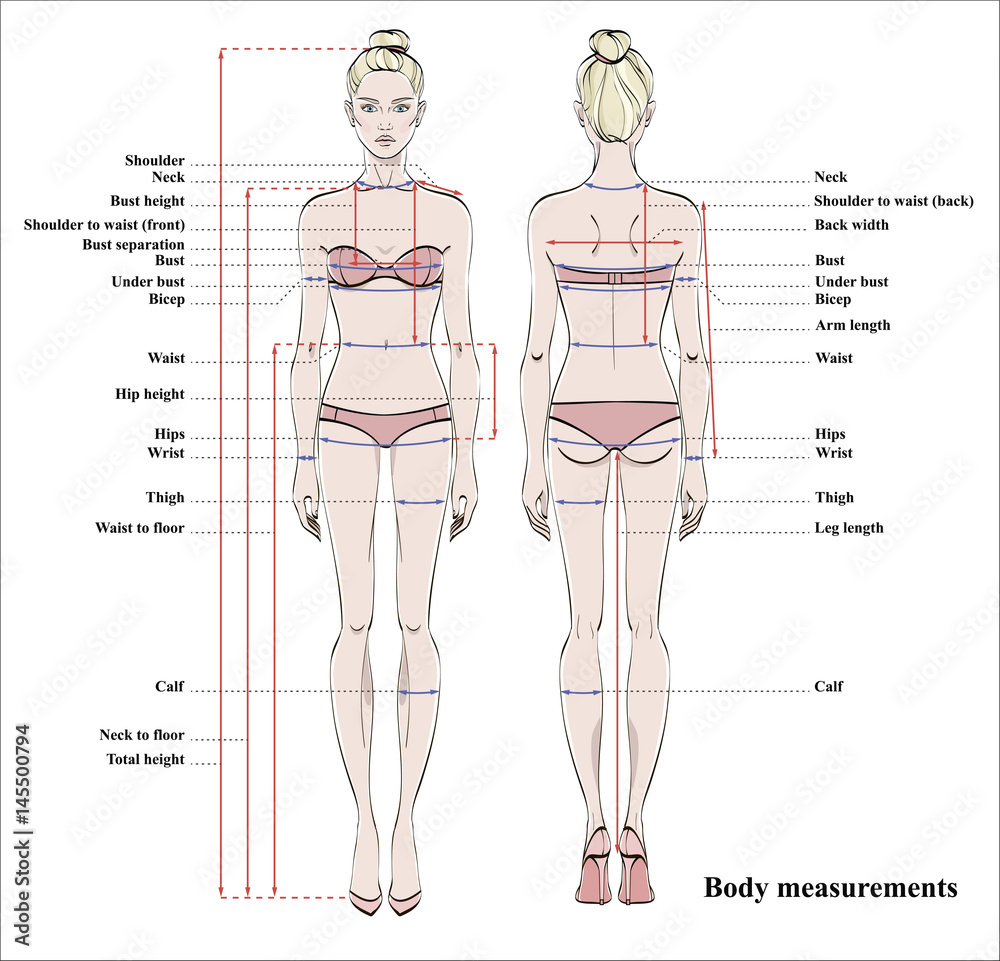 Shoulder
Neck
Bust height
Shoulder to waist (front)
Bust separation
Bust
Under bust
Bicep
Waist
Hip height
Hips
Wrist
Thigh
Waist to floor
Calf
Neck to floor
Total height
Neck
Shoulder to waist (back)
Back width
Bust
Under bust
Bicep
Arm length
Waist
Hips
Wrist
Thigh
Leg length
Calf
Body measurements
Adobe Stock | #145500794